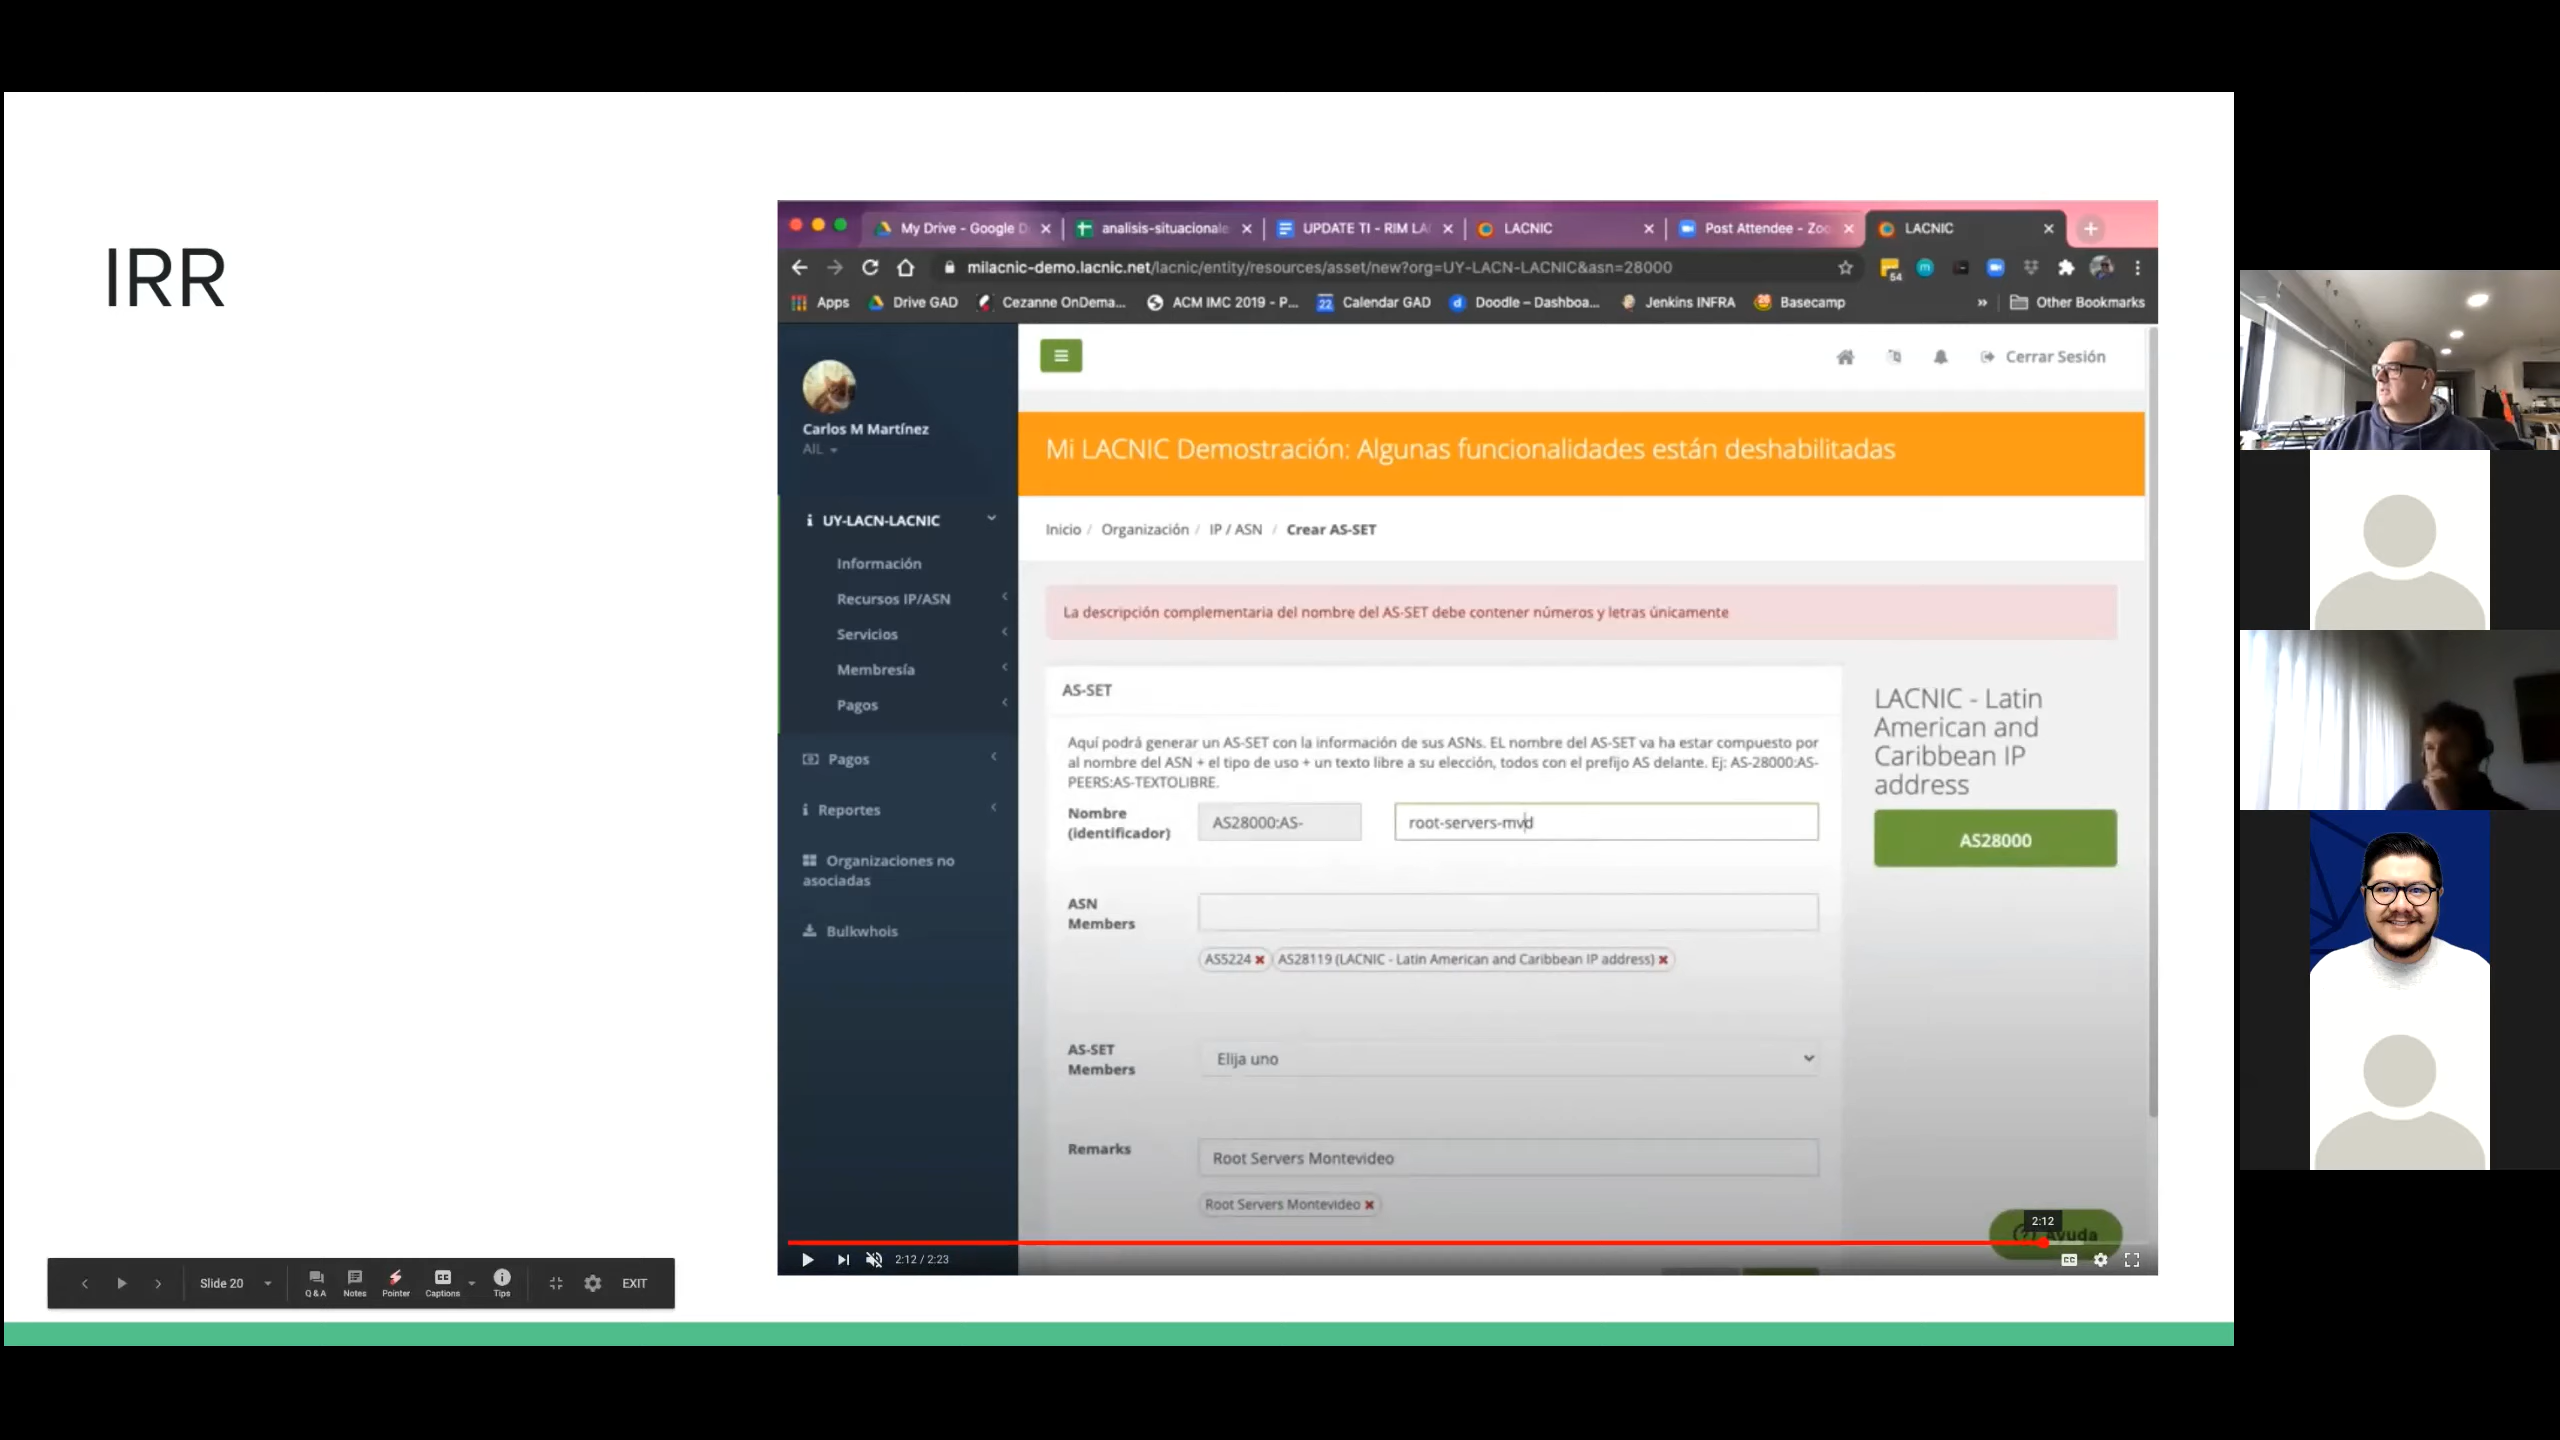 IRR
My Drive - Google D
analisis-situacionale
UPDATE TI - RIM LA
LACNIC
Post Attendee - Zoo
LACNIC
milacnic-demo.lacnic.net/lacnic/entity/resources/asset/new?org=UY-LACN-LACNIC&asn=28000
54
Apps
Drive GAD
Cezanne OnDema...
ACM IMC 2019 - P...
22
Calendar GAD
Doodle – Dashboa...
Jenkins INFRA
Basecamp
»
Other Bookmarks
Carlos M Martínez
AIL
UY-LACN-LACNIC
Información
Recursos IP/ASN
Servicios
Membresía
Pagos
Pagos
Reportes
Organizaciones no
asociadas
Bulkwhois
Cerrar Sesión
Mi LACNIC Demostración: Algunas funcionalidades están deshabilitadas
Inicio / Organización / IP / ASN / Crear AS-SET
La descripción complementaria del nombre del AS-SET debe contener números y letras únicamente
AS-SET
Aquí podrá generar un AS-SET con la información de sus ASNs. EL nombre del AS-SET va ha estar compuesto por
al nombre del ASN + el tipo de uso + un texto libre a su elección, todos con el prefijo AS delante. Ej: AS-28000:AS-
PEERS:AS-TEXTOLIBRE.
Nombre
(identificador)
AS28000:AS-
root-servers-mvd
ASN
Members
AS5224
AS28119 (LACNIC - Latin American and Caribbean IP address)
AS-SET
Members
Elija uno
Remarks
Root Servers Montevideo
Root Servers Montevideo
LACNIC - Latin
American and
Caribbean IP
address
AS28000
2:12
Ayuda
2:12 / 2:23
CC
Slide 20
Q&A
Notes
Pointer
CC
Captions
Tips
EXIT